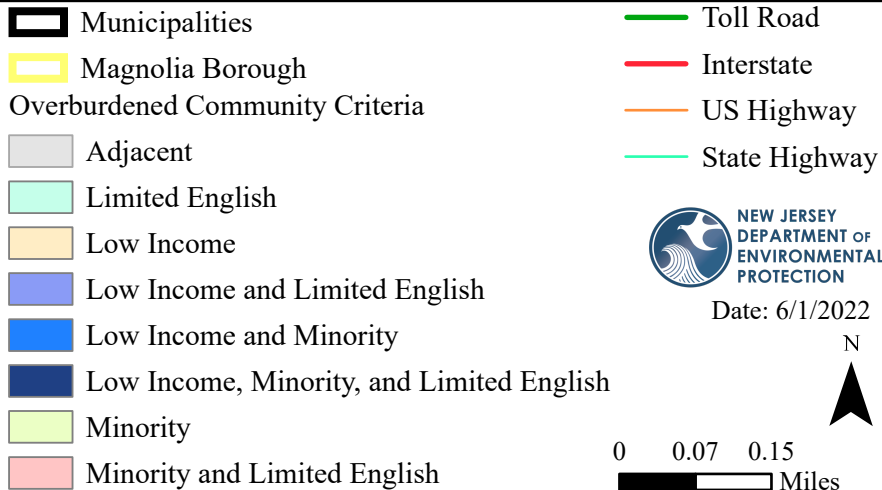 Municipalities
Magnolia Borough
Overburdened Community Criteria
Adjacent
Limited English
Low Income
Low Income and Limited English
Low Income and Minority
Low Income, Minority, and Limited English
Minority
Minority and Limited English
Toll Road
Interstate
US Highway
State Highway
NEW JERSEY
DEPARTMENT OF
ENVIRONMENTAL
PROTECTION
Date: 6/1/2022
N
0 0.07 0.15
Miles